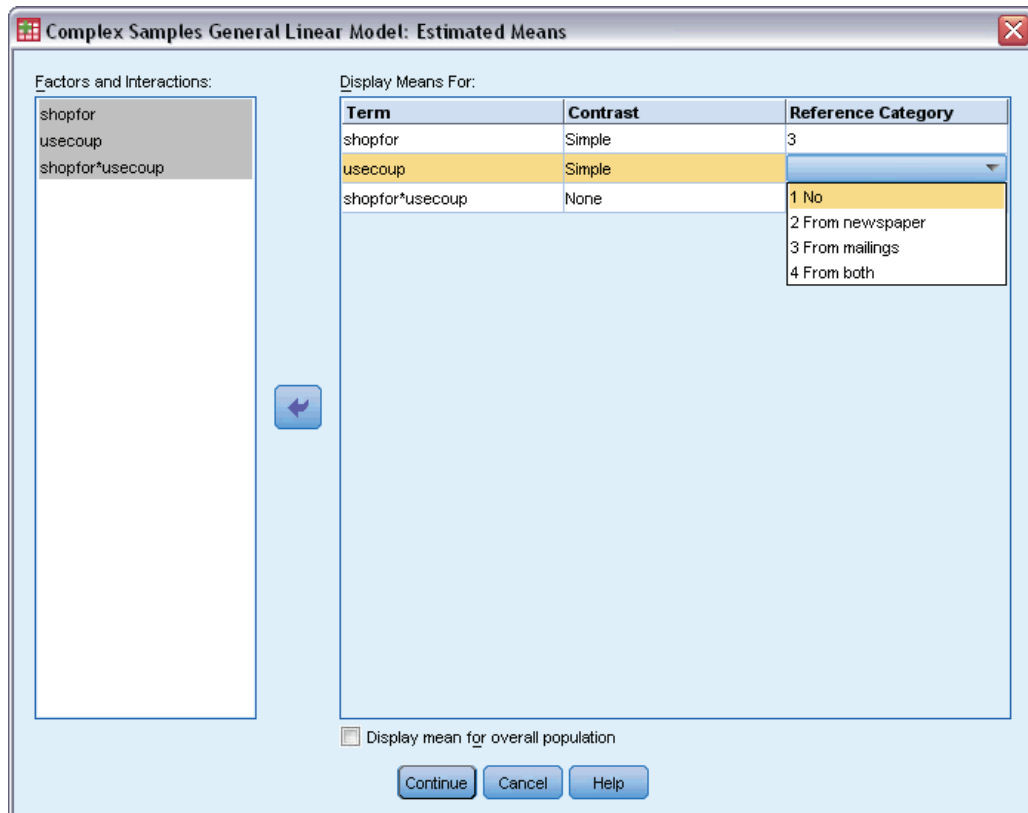 Complex Samples General Linear Model: Estimated Means
Factors and Interactions:
shopfor
usecoup
shopfor*usecoup
Display Means For:
Term Contrast Reference Category
shopfor Simple 3
usecoup Simple
shopfor*usecoup None
1 No
2 From newspaper
3 From mailings
4 From both
Display mean for overall population
Continue Cancel Help